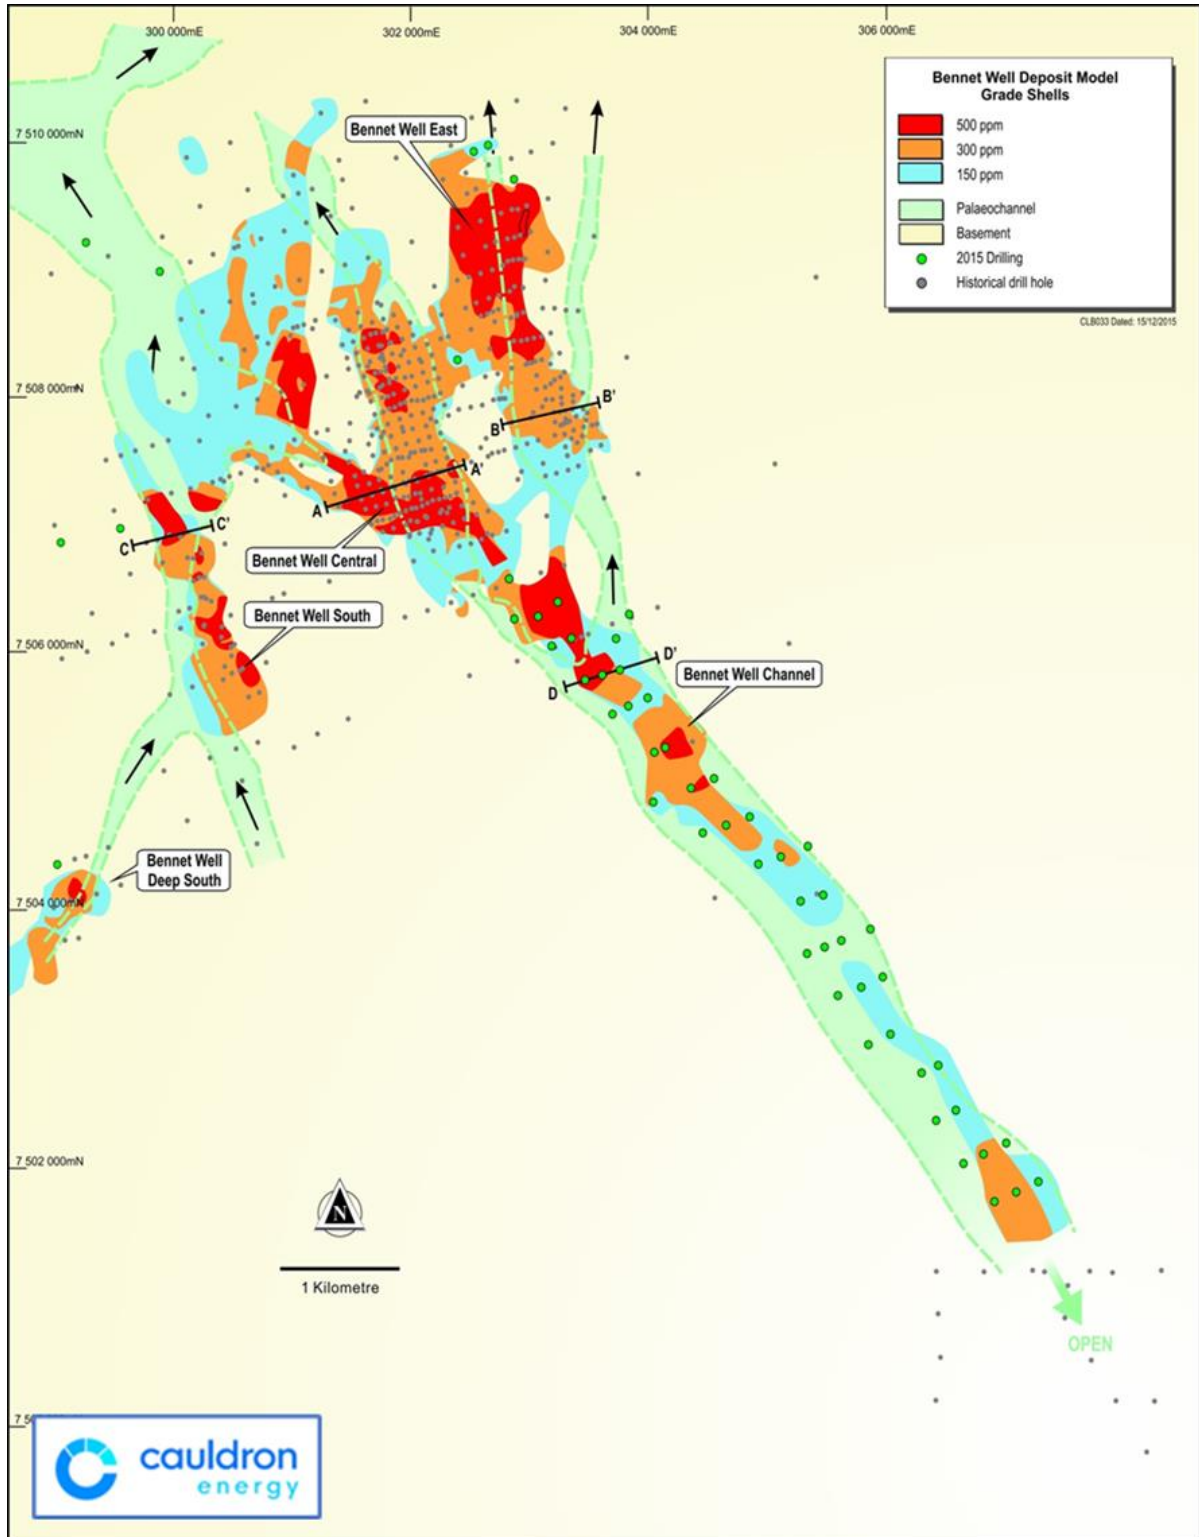 300 000mE
302 000mE
304 000mE
306 000mE
Bennet Well Deposit Model
Grade Shells
500 ppm
300 ppm
150 ppm
Palaeochannel
Basement
2015 Drilling
Historical drill hole
CLB033 Dated: 15/12/2015
7 510 000mN
Bennet Well East
7 508 000mN
B
B'
A
A'
C
C'
Bennet Well Central
Bennet Well South
7 506 000mN
D
D'
Bennet Well Channel
Bennet Well
Deep South
7 504 000mN
7 502 000mN
N
1 Kilometre
OPEN
cauldron
energy